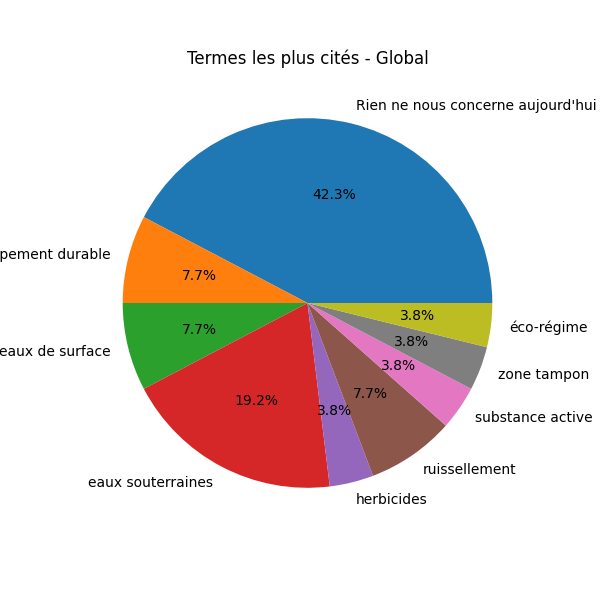 Termes les plus cités - Global
Rien ne nous concerne aujourd'hui
42.3%
pement durable
7.7%
7.7%
eaux de surface
19.2%
eaux souterraines
3.8%
herbicides
7.7%
ruissellement
3.8%
substance active
3.8%
zone tampon
3.8%
éco-régime